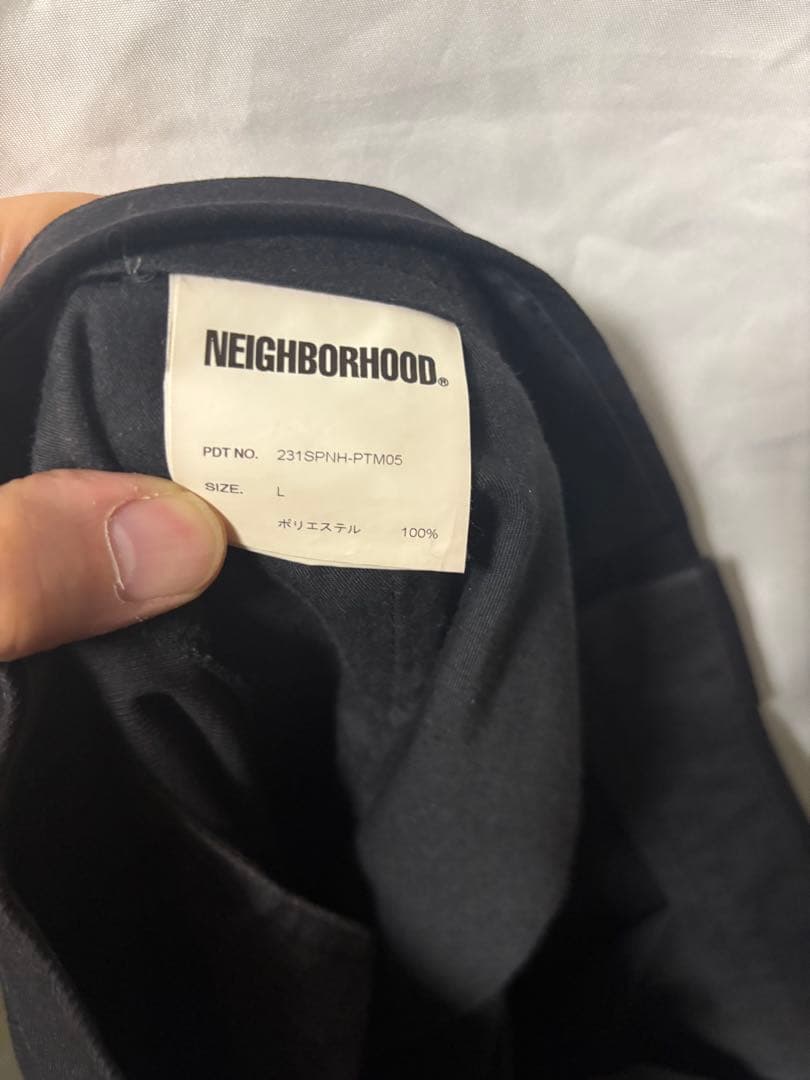 NEIGHBORHOOD®
PDT NO. 231SPNH-PTM05
SIZE. L
ポリエステル 100%